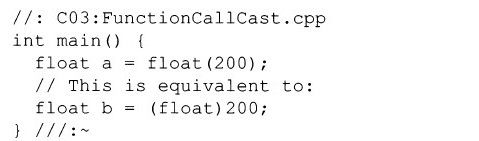 //: C03:FunctionCallCast.cpp
int main() {
  float a = float(200);
  // This is equivalent to:
  float b = (float)200;
} ///:~